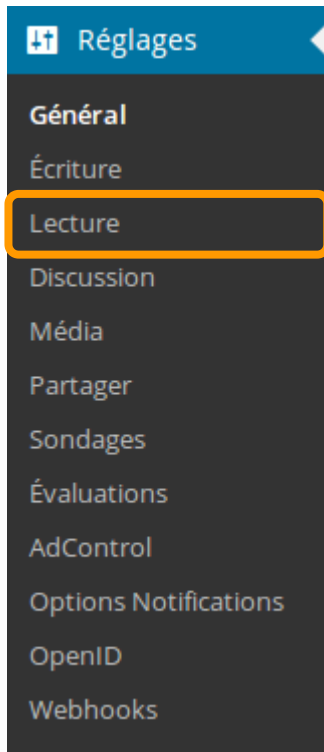 Réglages
Général
Écriture
Lecture
Discussion
Média
Partager
Sondages
Évaluations
AdControl
Options Notifications
OpenID
Webhooks